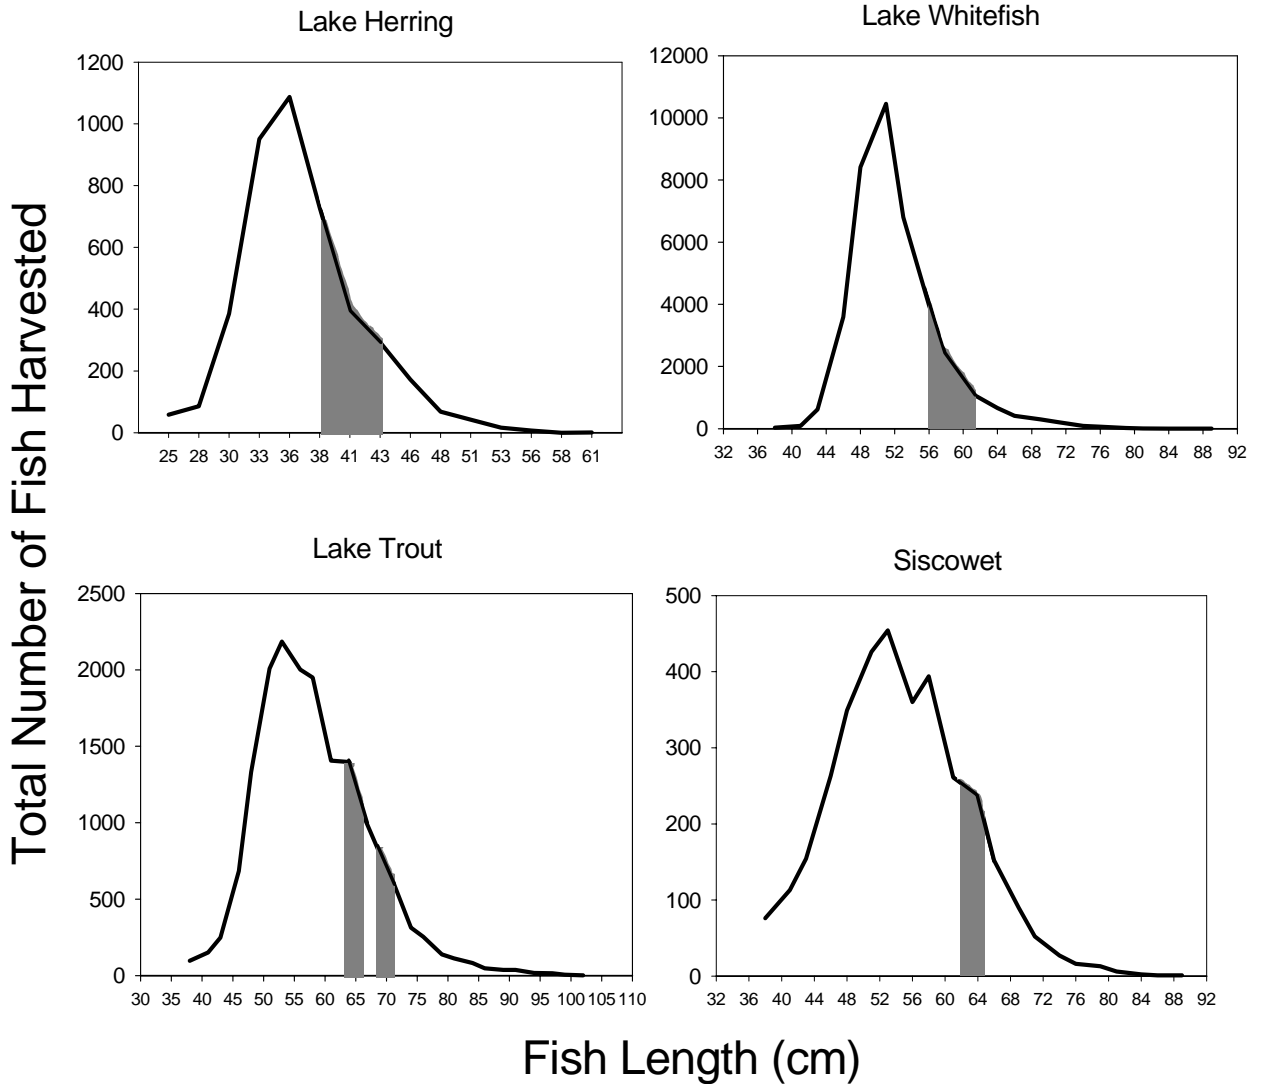 Lake Herring
Lake Whitefish
1200
1000
800
600
400
200
0
25 28 30 33 36 38 41 43 46 48 51 53 56 58 61
12000
10000
8000
6000
4000
2000
0
32 36 40 44 48 52 56 60 64 68 72 76 80 84 88 92
Total Number of Fish Harvested
Lake Trout
Siscowet
2500
2000
1500
1000
500
0
30 35 40 45 50 55 60 65 70 75 80 85 90 95 100 105 110
500
400
300
200
100
0
32 36 40 44 48 52 56 60 64 68 72 76 80 84 88 92
Fish Length (cm)